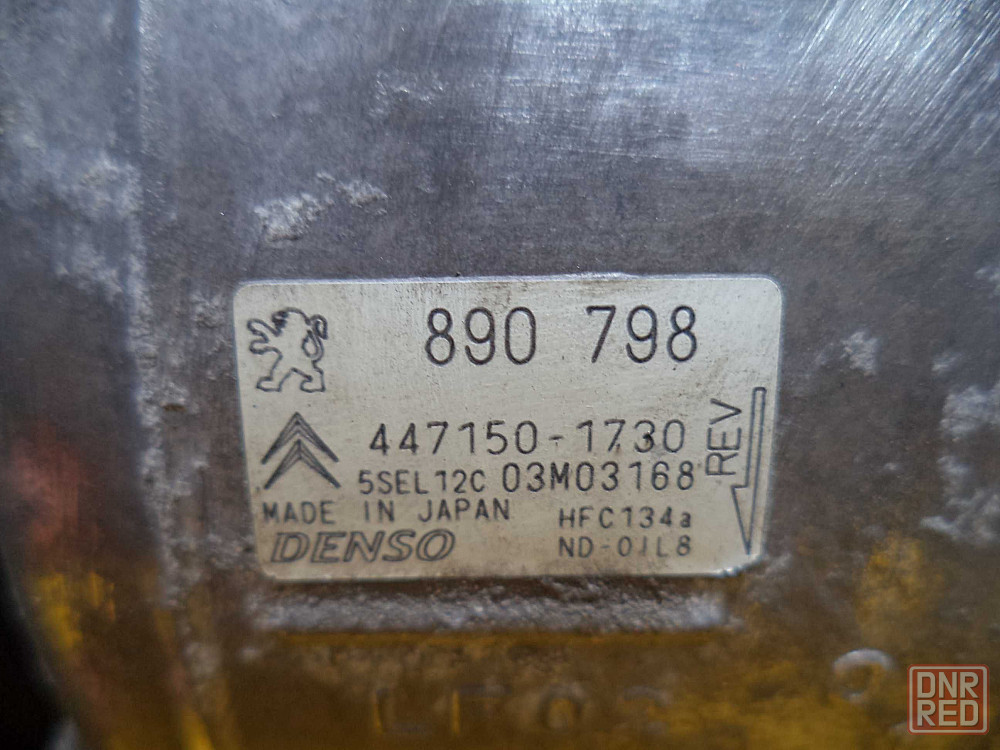 890 798
447150-1730
5SEL12C 03M03168
REV
MADE IN JAPAN HFC134a
DENSO ND-OIL8
DNR
RED